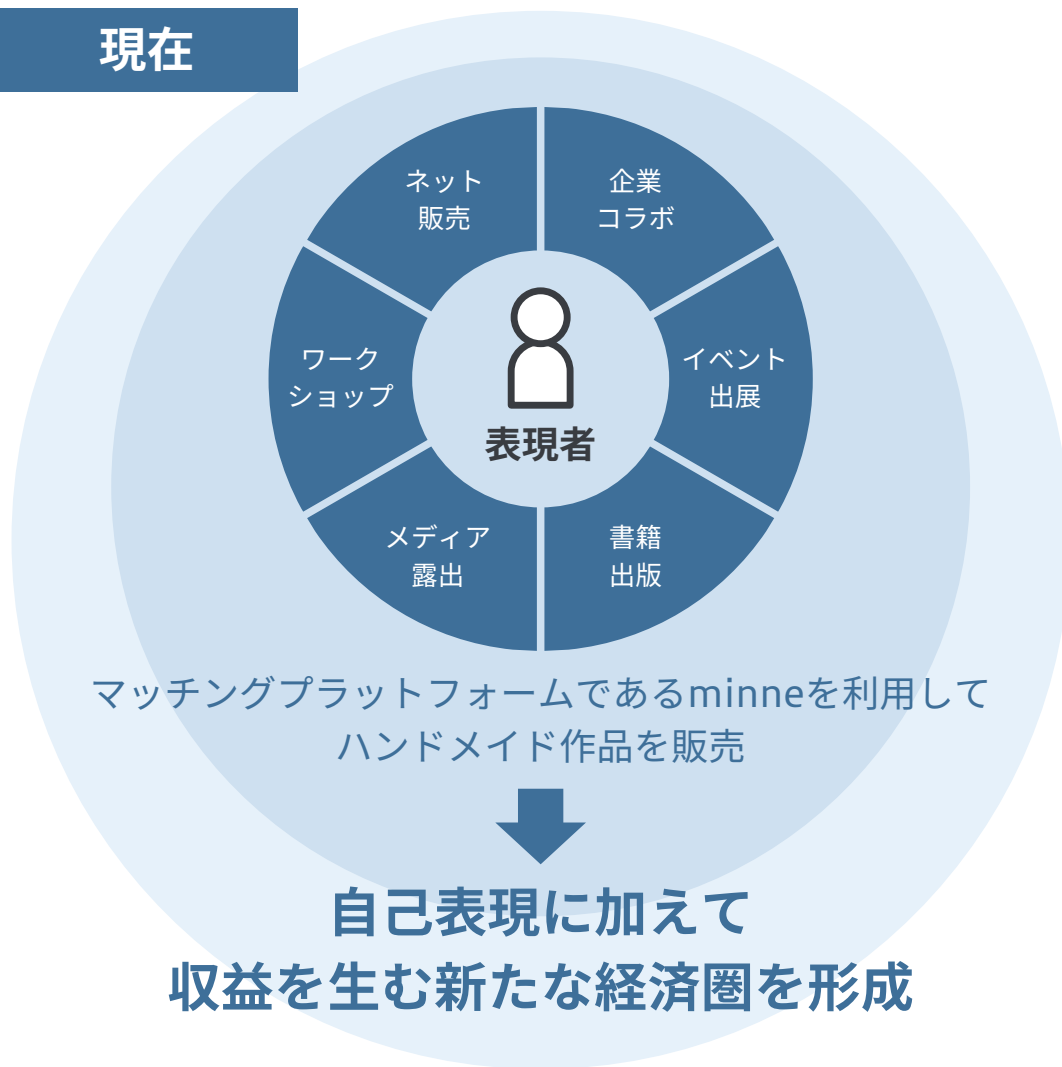 現在
ネット
販売
企業
コラボ
ワーク
ショップ
イベント
出展
表現者
メディア
露出
書籍
出版
マッチングプラットフォームであるminneを利用して
ハンドメイド作品を販売
自己表現に加えて
収益を生む新たな経済圏を形成